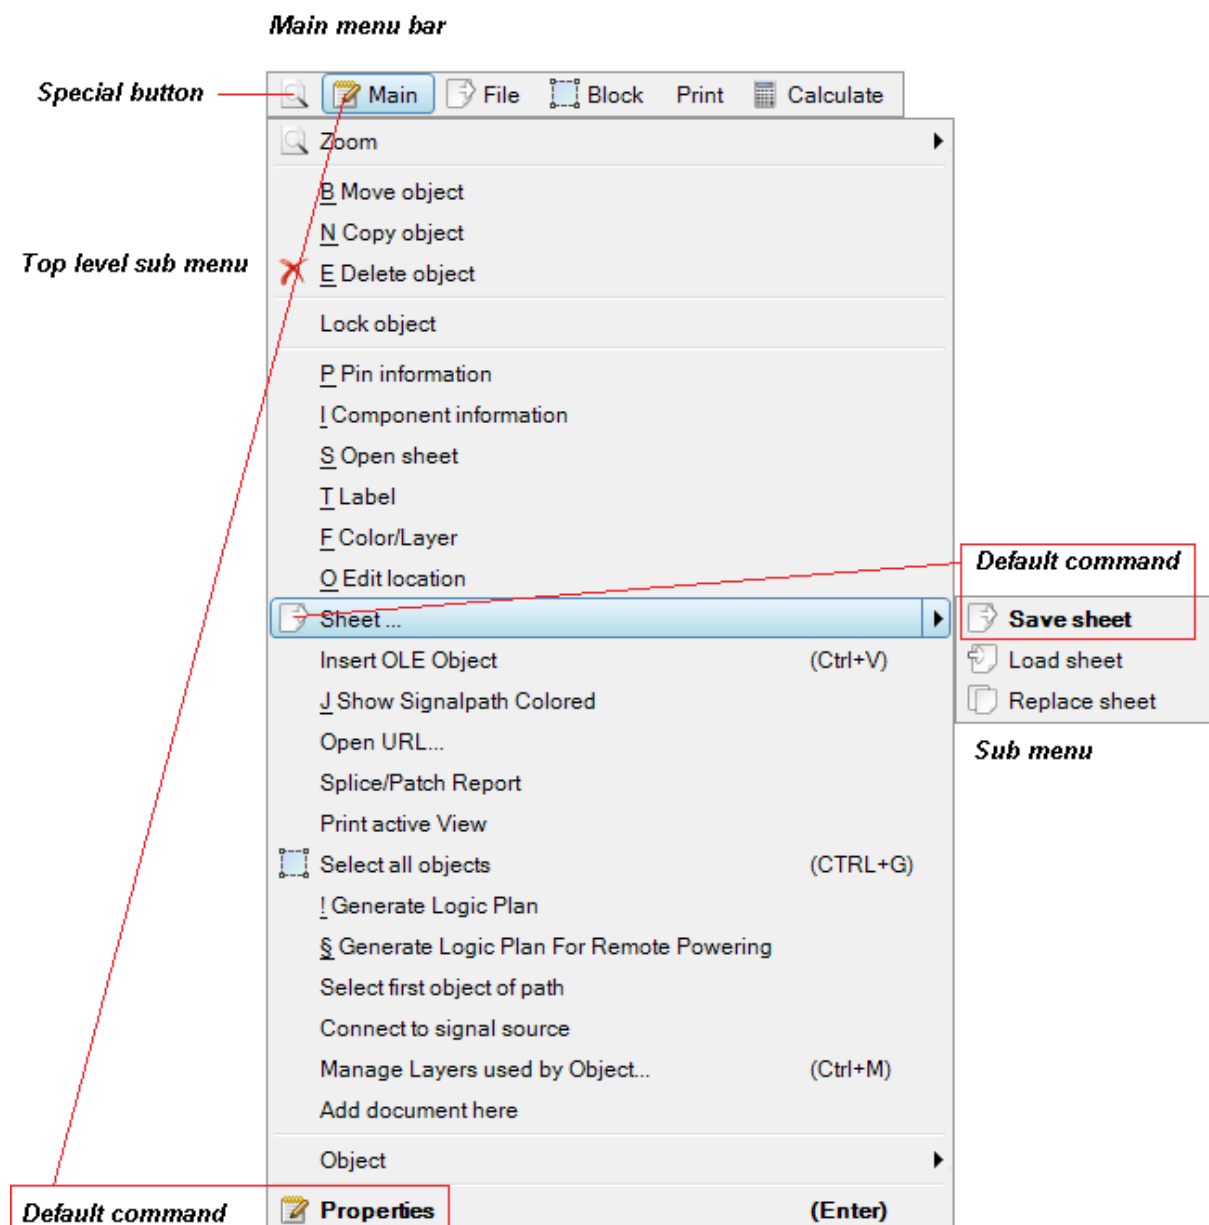 Main menu bar
Special button
Main File Block Print Calculate
Zoom
B Move object
N Copy object
Top level sub menu
E Delete object
Lock object
P Pin information
I Component information
S Open sheet
T Label
F Color/Layer
O Edit location
Default command
Sheet ...
Save sheet
Insert OLE Object (Ctrl+V)
Load sheet
J Show Signalpath Colored
Replace sheet
Open URL...
Sub menu
Splice/Patch Report
Print active View
Select all objects (CTRL+G)
! Generate Logic Plan
§ Generate Logic Plan For Remote Powering
Select first object of path
Connect to signal source
Manage Layers used by Object... (Ctrl+M)
Add document here
Object
Default command
Properties (Enter)